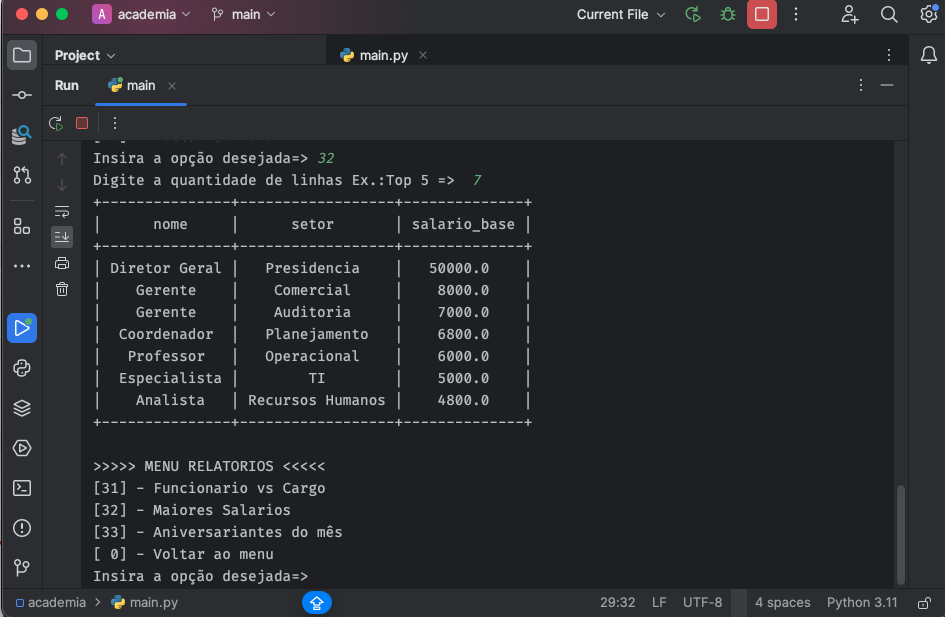 A academia main Current File
Project main.py
Run main
Insira a opção desejada=> 32
Digite a quantidade de linhas Ex.:Top 5 => 7
+---------------+------------------+--------------+
| nome | setor | salario_base |
+---------------+------------------+--------------+
| Diretor Geral | Presidencia | 50000.0 |
| Gerente | Comercial | 8000.0 |
| Gerente | Auditoria | 7000.0 |
| Coordenador | Planejamento | 6800.0 |
| Professor | Operacional | 6000.0 |
| Especialista | TI | 5000.0 |
| Analista | Recursos Humanos | 4800.0 |
+---------------+------------------+--------------+
>>>>> MENU RELATORIOS <<<<<
[31] - Funcionario vs Cargo
[32] - Maiores Salarios
[33] - Aniversariantes do mês
[ 0] - Voltar ao menu
Insira a opção desejada=>
academia > main.py 29:32 LF UTF-8 4 spaces Python 3.11